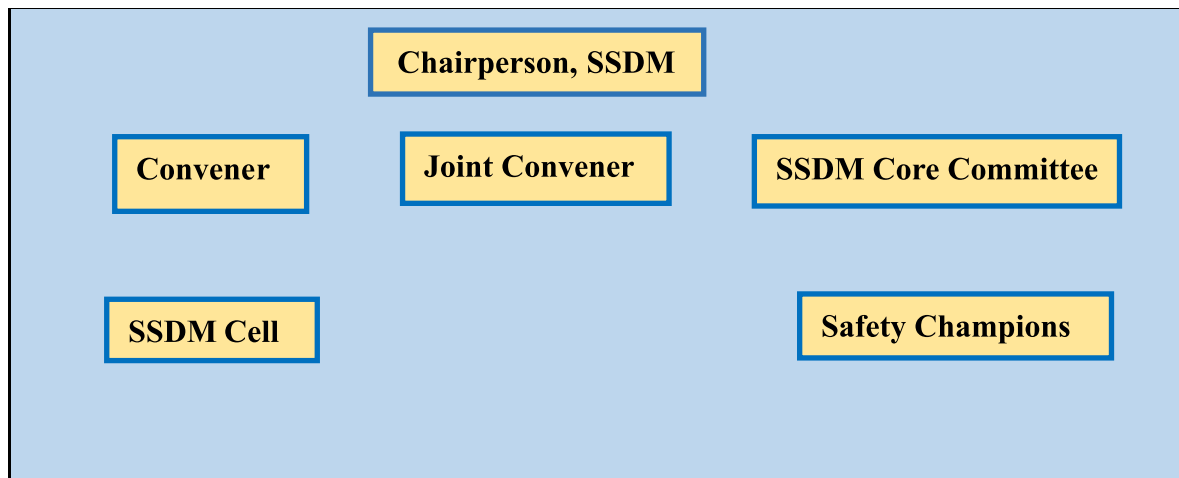 Chairperson, SSDM
Convener
Joint Convener
SSDM Core Committee
SSDM Cell
Safety Champions